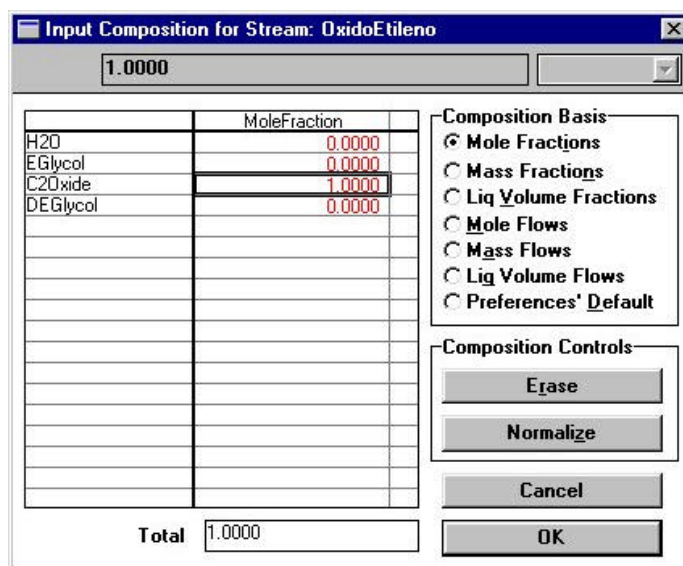 Input Composition for Stream: OxidoEtileno
1.0000
MoleFraction
H2O 0.0000
EGlycol 0.0000
C2Oxide 1.0000
DEGlycol 0.0000
Total 1.0000
Composition Basis
Mole Fractions
Mass Fractions
Liq Volume Fractions
Mole Flows
Mass Flows
Liq Volume Flows
Preferences' Default
Composition Controls
Erase
Normalize
Cancel
OK